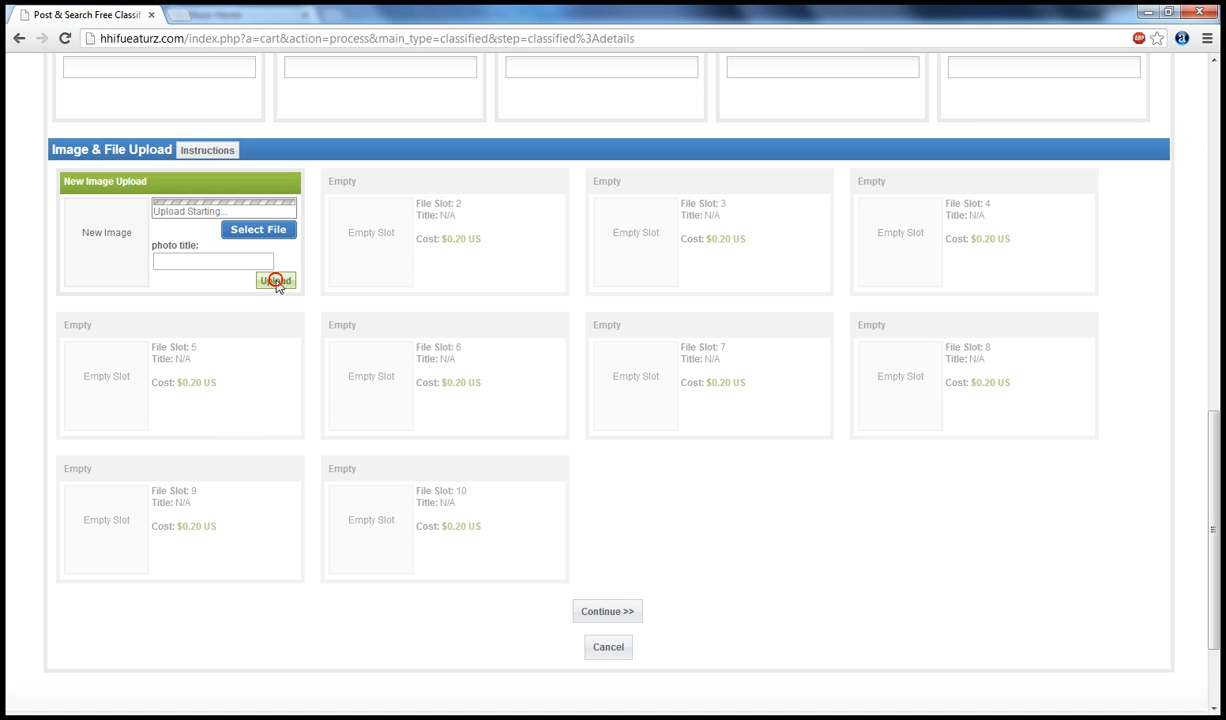 Post & Search Free Classif
hhifueaturz.com/index.php?a=cart&action=process&main_type=classified&step=classified%3Adetails
ABP
a
Image & File Upload Instructions
New Image Upload
New Image
Upload Starting...
Select File
photo title:
Upload
Empty
Empty Slot
File Slot: 2
Title: N/A
Cost: $0.20 US
Empty
Empty Slot
File Slot: 3
Title: N/A
Cost: $0.20 US
Empty
Empty Slot
File Slot: 4
Title: N/A
Cost: $0.20 US
Empty
Empty Slot
File Slot: 5
Title: N/A
Cost: $0.20 US
Empty
Empty Slot
File Slot: 6
Title: N/A
Cost: $0.20 US
Empty
Empty Slot
File Slot: 7
Title: N/A
Cost: $0.20 US
Empty
Empty Slot
File Slot: 8
Title: N/A
Cost: $0.20 US
Empty
Empty Slot
File Slot: 9
Title: N/A
Cost: $0.20 US
Empty
Empty Slot
File Slot: 10
Title: N/A
Cost: $0.20 US
Continue >>
Cancel